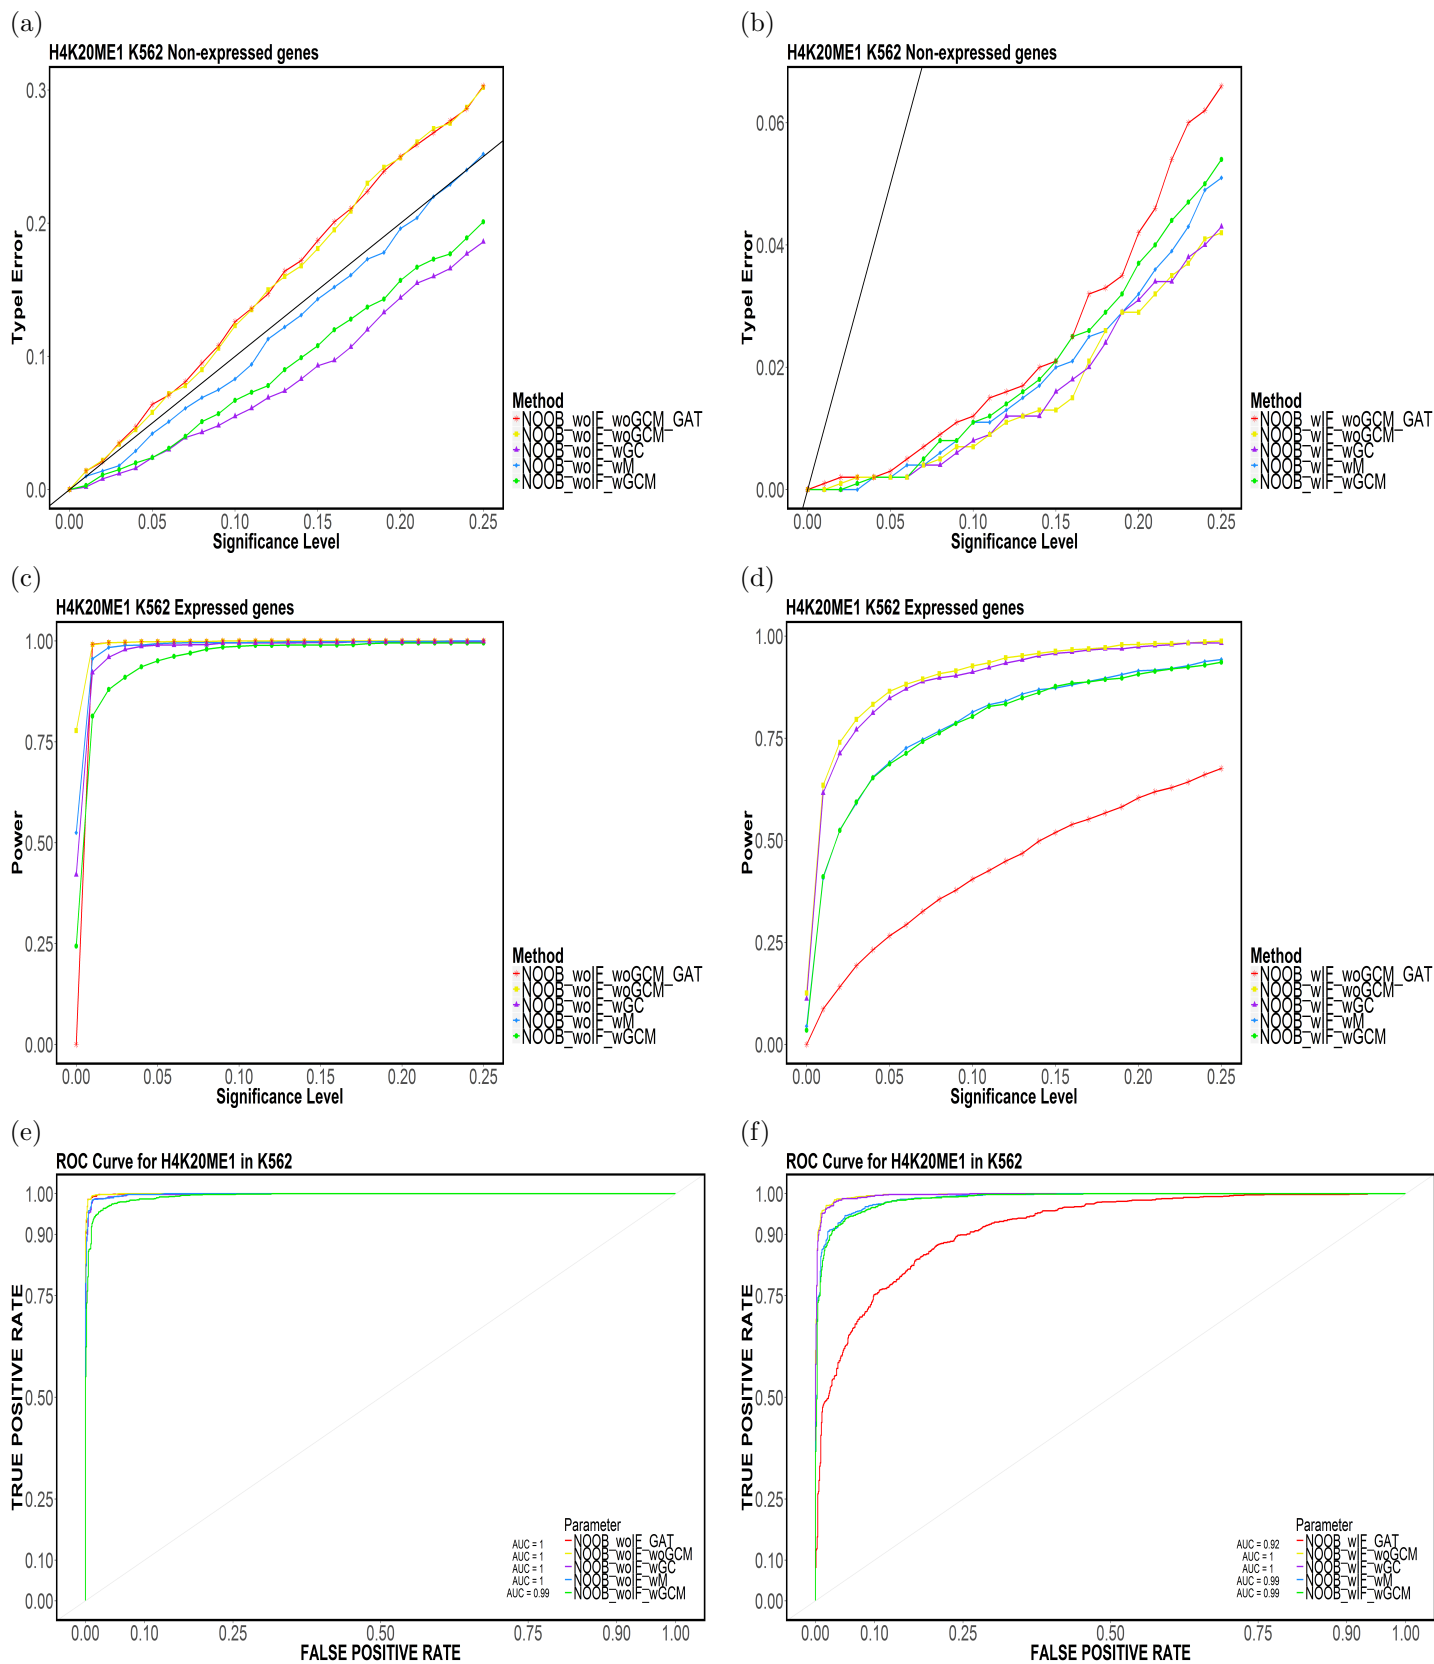 (a)
H4K20ME1 K562 Non-expressed genes
0.3
0.2
0.1
0.0
TypeI Error
0.00 0.05 0.10 0.15 0.20 0.25
Significance Level
Method
NOOB_woIF_woGCM_GAT
NOOB_woIF_woGCM
NOOB_woIF_wGC
NOOB_woIF_wM
NOOB_woIF_wGCM
(b)
H4K20ME1 K562 Non-expressed genes
0.06
0.04
0.02
0.00
TypeI Error
0.00 0.05 0.10 0.15 0.20 0.25
Significance Level
Method
NOOB_wIF_woGCM_GAT
NOOB_wIF_woGCM
NOOB_wIF_wGC
NOOB_wIF_wM
NOOB_wIF_wGCM
(c)
H4K20ME1 K562 Expressed genes
1.00
0.75
0.50
0.25
0.00
Power
0.00 0.05 0.10 0.15 0.20 0.25
Significance Level
Method
NOOB_woIF_woGCM_GAT
NOOB_woIF_woGCM
NOOB_woIF_wGC
NOOB_woIF_wM
NOOB_woIF_wGCM
(d)
H4K20ME1 K562 Expressed genes
1.00
0.75
0.50
0.25
0.00
Power
0.00 0.05 0.10 0.15 0.20 0.25
Significance Level
Method
NOOB_wIF_woGCM_GAT
NOOB_wIF_woGCM
NOOB_wIF_wGC
NOOB_wIF_wM
NOOB_wIF_wGCM
(e)
ROC Curve for H4K20ME1 in K562
1.00
0.90
0.75
0.50
0.25
0.10
0.00
TRUE POSITIVE RATE
Parameter
AUC = 1 NOOB_woIF_GAT
AUC = 1 NOOB_woIF_woGCM
AUC = 1 NOOB_woIF_wGC
AUC = 1 NOOB_woIF_wM
AUC = 0.99 NOOB_woIF_wGCM
0.00 0.10 0.25 0.50 0.75 0.90 1.00
FALSE POSITIVE RATE
(f)
ROC Curve for H4K20ME1 in K562
1.00
0.90
0.75
0.50
0.25
0.10
0.00
TRUE POSITIVE RATE
Parameter
AUC = 0.92 NOOB_wIF_GAT
AUC = 1 NOOB_wIF_woGCM
AUC = 1 NOOB_wIF_wGC
AUC = 0.99 NOOB_wIF_wM
AUC = 0.99 NOOB_wIF_wGCM
0.00 0.10 0.25 0.50 0.75 0.90 1.00
FALSE POSITIVE RATE